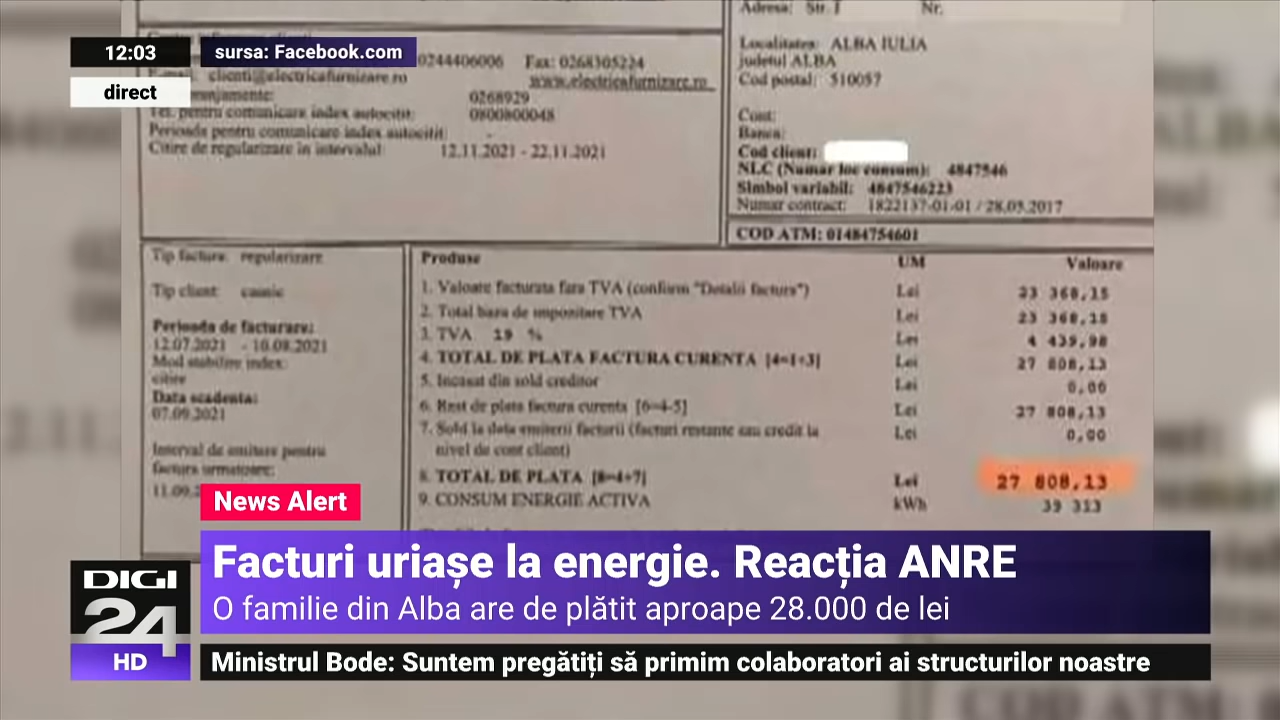 Adresa: Str. T Nr.
12:03
sursa: Facebook.com
direct
0244406006 Fax: 0268305224
clienti@electricafurnizare.ro www.electricafurnizare.ro
0268929
Tel. pentru comunicare index autocitit: 0800800048
Perioada pentru comunicare index autocitit: -
Citire de regularizare in intervalul: 12.11.2021 - 22.11.2021
Localitatea: ALBA IULIA
judetul ALBA
Cod postal: 510057
Cont:
Banca:
Cod client:
NLC (Numar loc consum): 4847546
Simbol variabil: 4847546223
Numar contract: 1822137-01-01 / 28.05.2017
COD ATM: 01484754601
Tip factura: regularizare
Tip client: casnic
Perioada de facturare:
12.07.2021 - 10.08.2021
Mod stabilire index:
citire
Data scadenta:
07.09.2021
Interval de emitere pentru
factura urmatoare:
11.09.2
Produse UM Valoare
1. Valoare facturata fara TVA (conform "Detalii factura") Lei 23 368,15
2. Total baza de impozitare TVA Lei 23 368,15
3. TVA 19 % Lei 4 439,98
4. TOTAL DE PLATA FACTURA CURENTA [4=1+3] Lei 27 808,13
5. Incasat din sold creditor Lei 0,00
6. Rest de plata factura curenta [6=4-5] Lei 27 808,13
7. Sold la data emiterii facturii (facturi restante sau credit la Lei 0,00
nivel de cont client)
8. TOTAL DE PLATA [8=4+7] Lei 27 808,13
9. CONSUM ENERGIE ACTIVA kWh 39 313
News Alert
Facturi uriașe la energie. Reacția ANRE
O familie din Alba are de plătit aproape 28.000 de lei
DIGI
24
HD
Ministrul Bode: Suntem pregătiți să primim colaboratori ai structurilor noastre